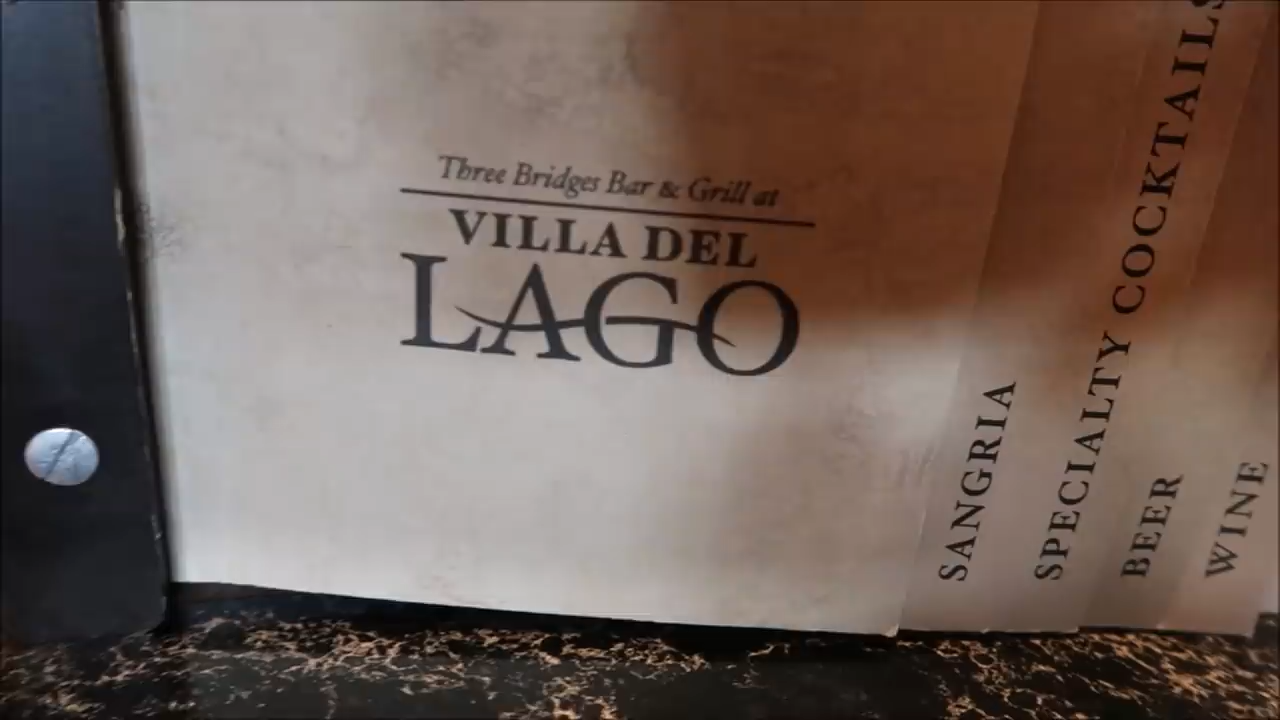 Three Bridges Bar & Grill at
VILLA DEL
LAGO
SANGRIA
SPECIALTY COCKTAILS
BEER
WINE